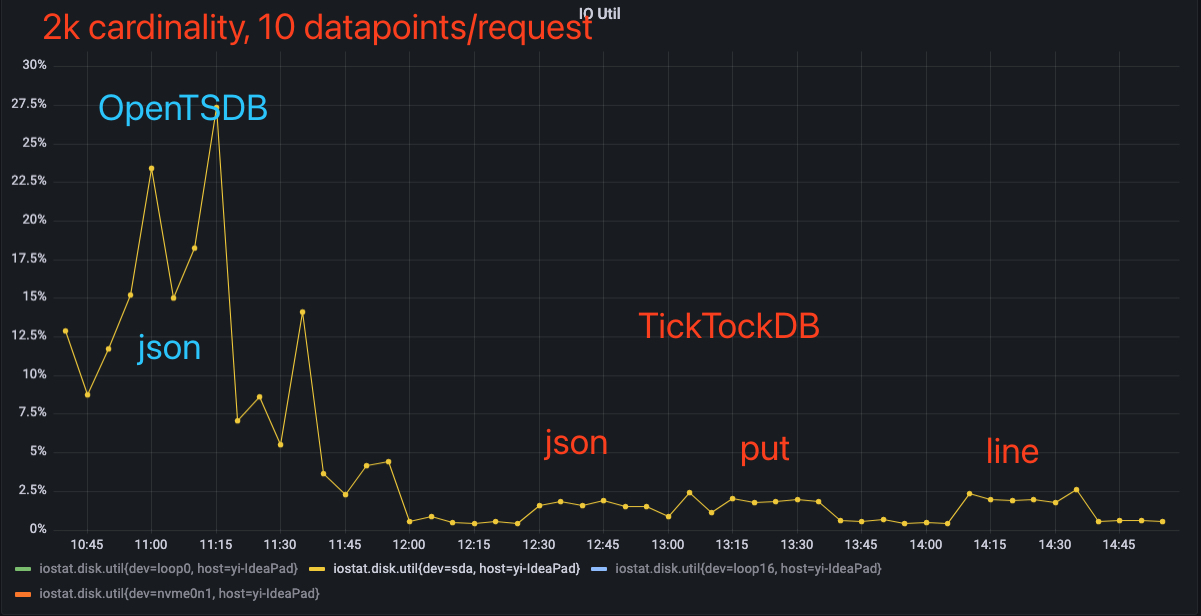 IO Util
2k cardinality, 10 datapoints/request
30%
27.5%
OpenTSDB
25%
22.5%
20%
17.5%
15%
12.5%
TickTockDB
json
10%
7.5%
json
put
line
5%
2.5%
0%
10:45 11:00 11:15 11:30 11:45 12:00 12:15 12:30 12:45 13:00 13:15 13:30 13:45 14:00 14:15 14:30 14:45
iostat.disk.util{dev=loop0, host=yi-IdeaPad} iostat.disk.util{dev=sda, host=yi-IdeaPad} iostat.disk.util{dev=loop16, host=yi-IdeaPad}
iostat.disk.util{dev=nvme0n1, host=yi-IdeaPad}